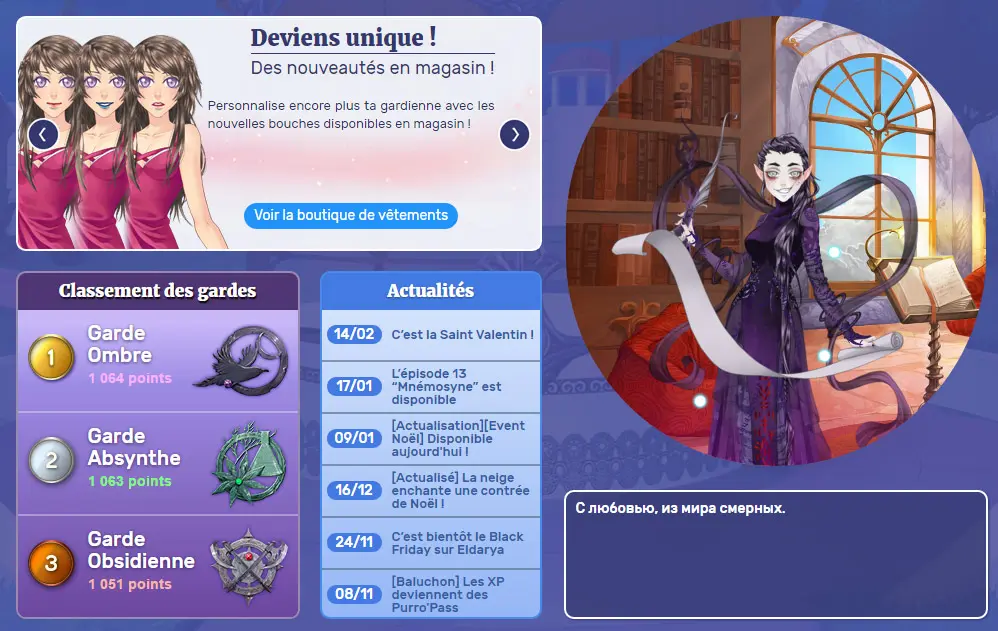 Deviens unique !
Des nouveautés en magasin !
Personnalise encore plus ta gardienne avec les
nouvelles bouches disponibles en magasin !
Voir la boutique de vêtements
Classement des gardes
1
Garde
Ombre
1 064 points
2
Garde
Absynthe
1 063 points
3
Garde
Obsidienne
1 051 points
Actualités
14/02 C'est la Saint Valentin !
17/01 L'épisode 13
"Mnémosyne" est
disponible
09/01 [Actualisation][Event
Noël] Disponible
aujourd'hui !
16/12 [Actualisé] La neige
enchante une contrée
de Noël !
24/11 C'est bientôt le Black
Friday sur Eldarya
08/11 [Baluchon] Les XP
deviennent des
Purro'Pass
С любовью, из мира смерных.